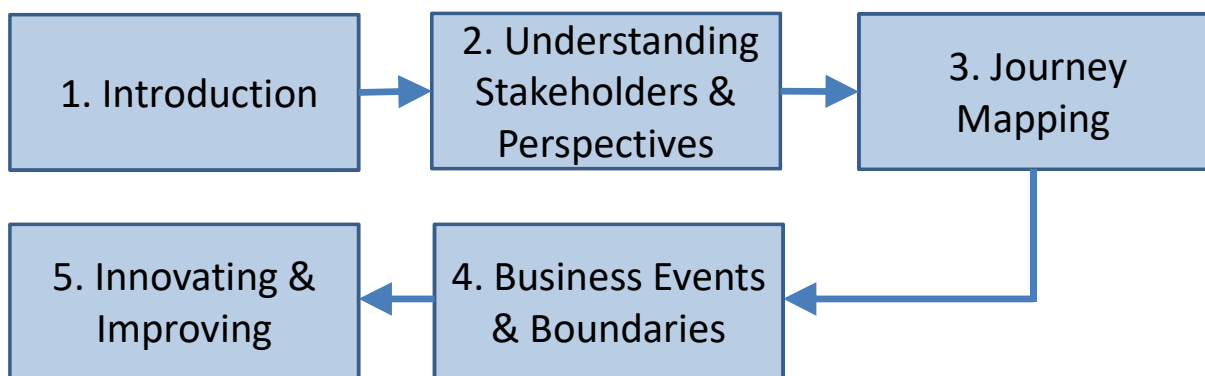 1. Introduction
2. Understanding
Stakeholders &
Perspectives
3. Journey
Mapping
4. Business Events
& Boundaries
5. Innovating &
Improving